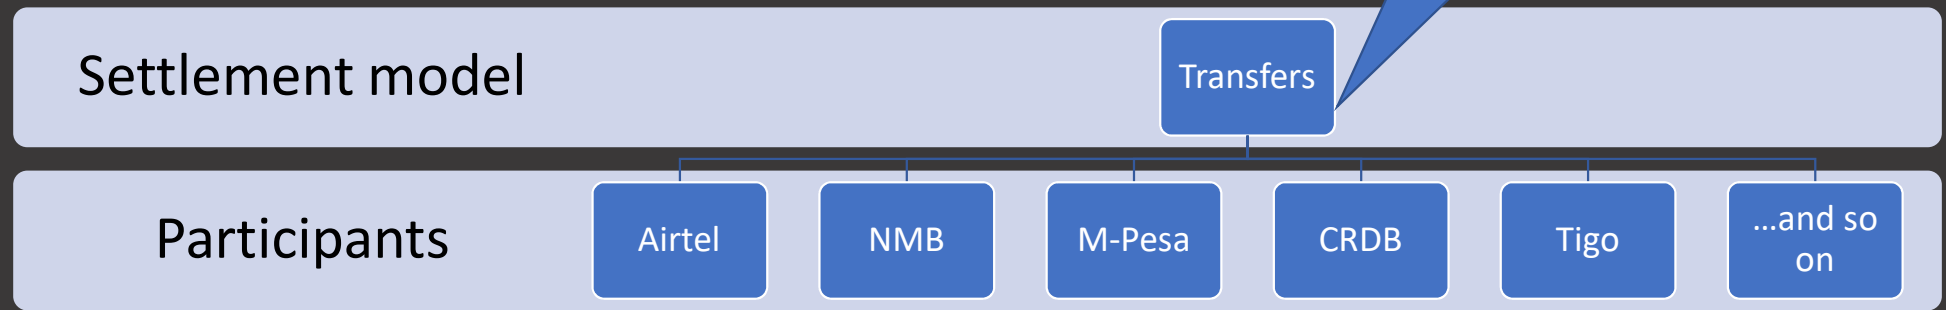 Settlement model
Transfers
Participants
Airtel
NMB
M-Pesa
CRDB
Tigo
...and so
on